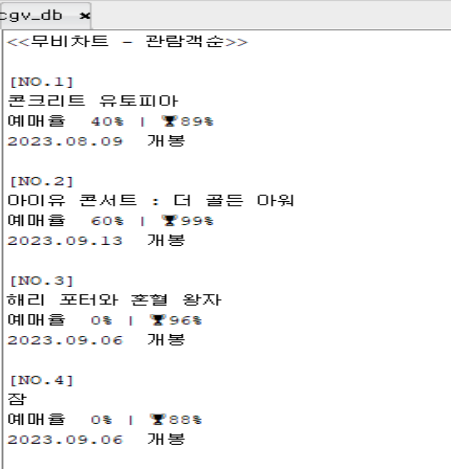 cgv_db ×
<<무비차트 - 관람객순>>
[NO.1]
콘크리트 유토피아
예매율 40% | 🏆89%
2023.08.09 개봉
[NO.2]
아이유 콘서트 : 더 골든 아워
예매율 60% | 🏆99%
2023.09.13 개봉
[NO.3]
해리 포터와 혼혈 왕자
예매율 0% | 🏆96%
2023.09.06 개봉
[NO.4]
잠
예매율 0% | 🏆88%
2023.09.06 개봉